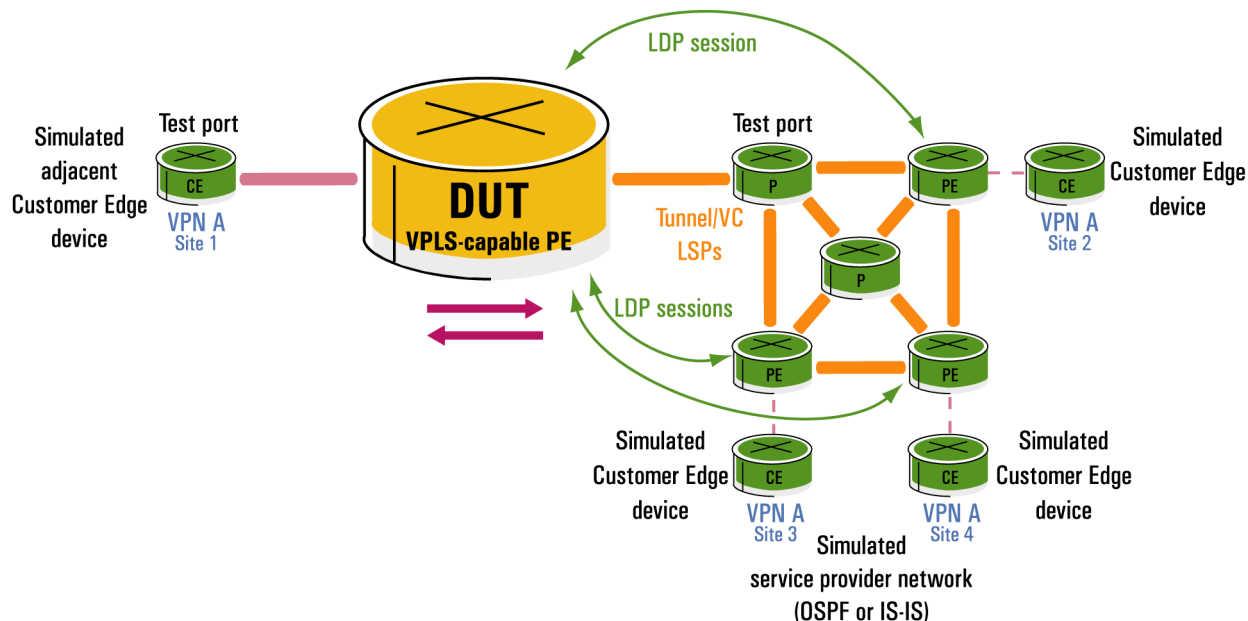 LDP session
Test port
Simulated
adjacent
Customer Edge
device
CE
VPN A
Site 1
DUT
VPLS-capable PE
Test port
P
PE
CE
VPN A
Site 2
Simulated
Customer Edge
device
Tunnel/VC
LSPs
P
LDP sessions
PE
PE
Simulated
Customer Edge
device
CE
VPN A
Site 3
CE
VPN A
Site 4
Simulated
Customer Edge
device
Simulated
service provider network
(OSPF or IS-IS)